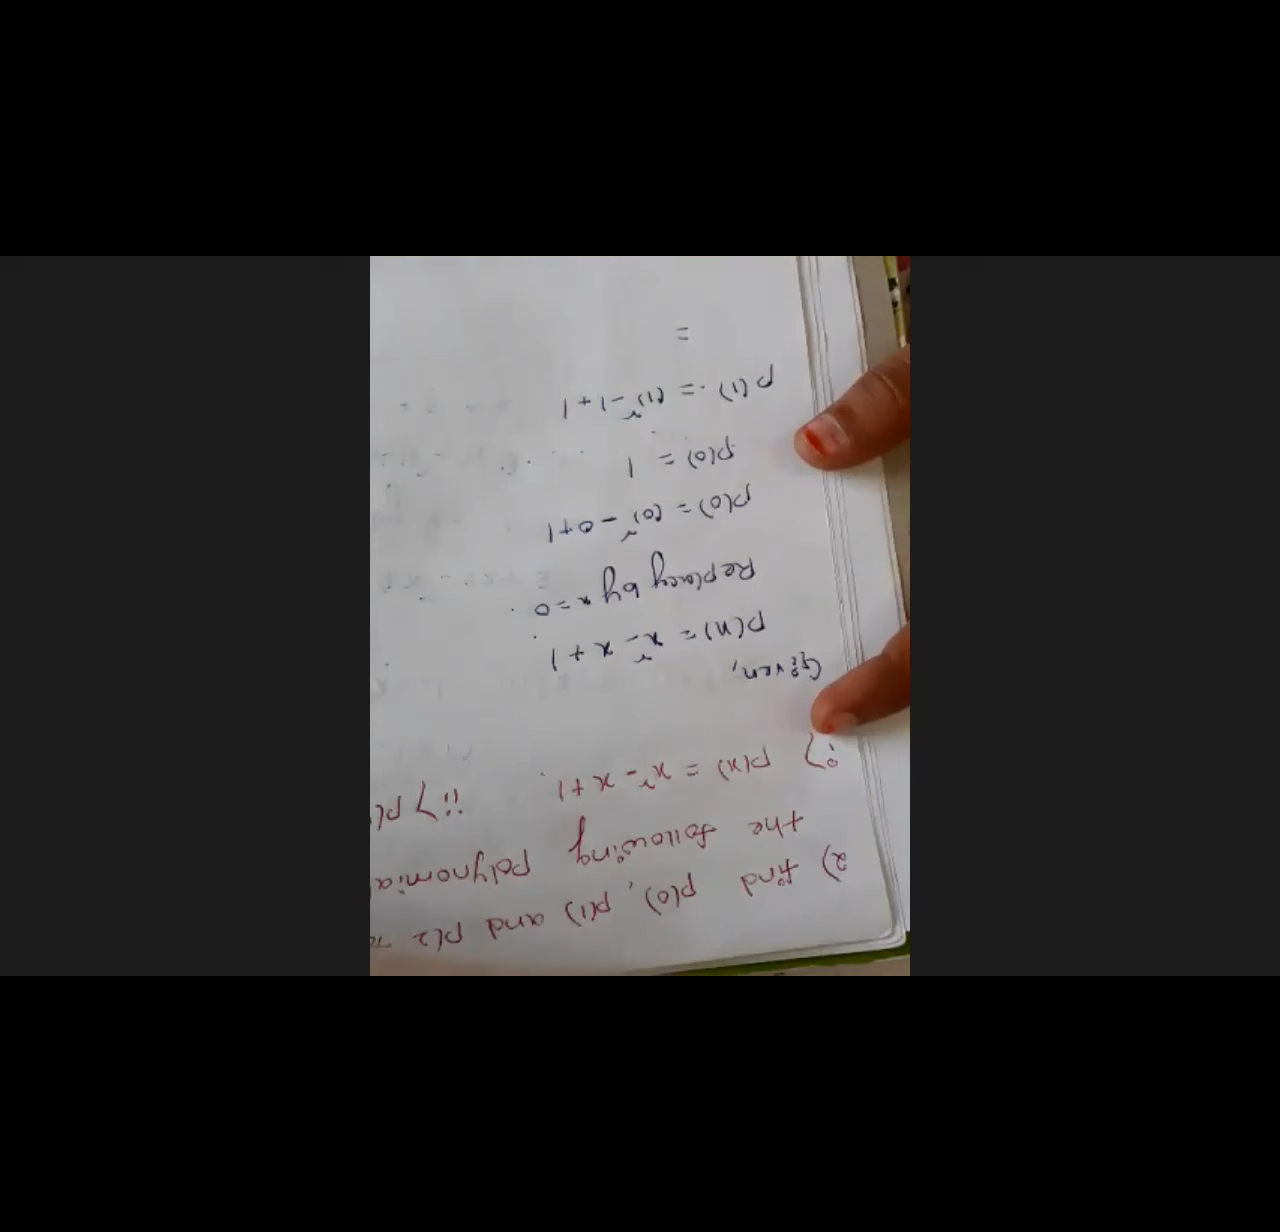 2) find p(0), p(1) and p(2
the following polynomia
i) p(x) = x² - x + 1 ii) p(
Given,
p(x) = x² - x + 1
Replacy by x = 0
p(0) = (0)² - 0 + 1
p(0) = 1
p(1) = (1)² - 1 + 1
=